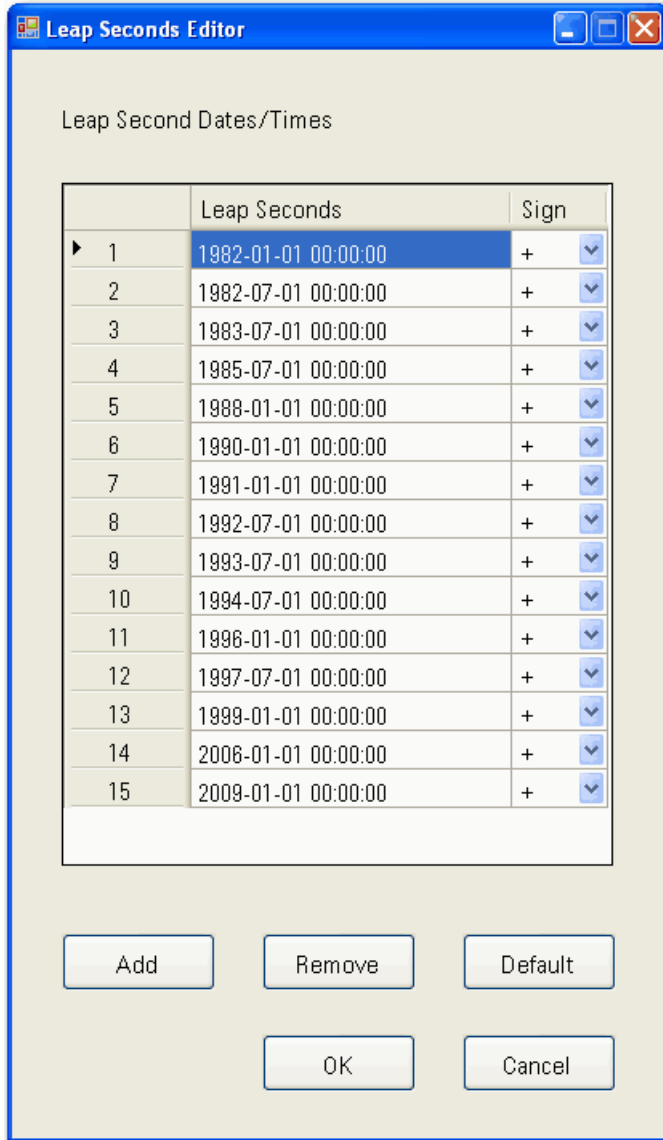 Leap Seconds Editor
Leap Second Dates/Times
Leap Seconds Sign
1 1982-01-01 00:00:00 +
2 1982-07-01 00:00:00 +
3 1983-07-01 00:00:00 +
4 1985-07-01 00:00:00 +
5 1988-01-01 00:00:00 +
6 1990-01-01 00:00:00 +
7 1991-01-01 00:00:00 +
8 1992-07-01 00:00:00 +
9 1993-07-01 00:00:00 +
10 1994-07-01 00:00:00 +
11 1996-01-01 00:00:00 +
12 1997-07-01 00:00:00 +
13 1999-01-01 00:00:00 +
14 2006-01-01 00:00:00 +
15 2009-01-01 00:00:00 +
Add Remove Default
OK Cancel